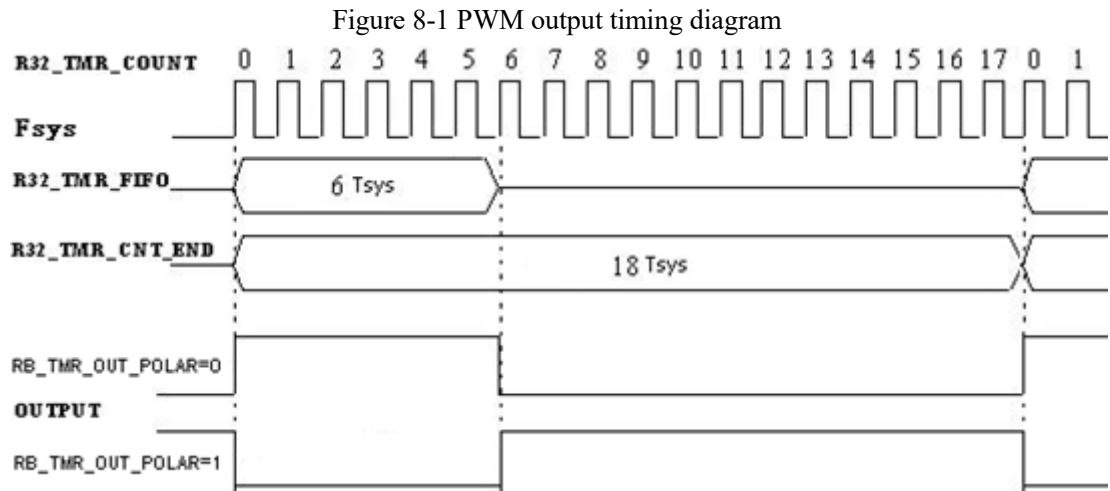 Figure 8-1 PWM output timing diagram
R32_TMR_COUNT 0 1 2 3 4 5 6 7 8 9 10 11 12 13 14 15 16 17 0 1
Fsys
R32_TMR_FIFO 6 Tsys
R32_TMR_CNT_END 18 Tsys
RB_TMR_OUT_POLAR=0
OUTPUT
RB_TMR_OUT_POLAR=1